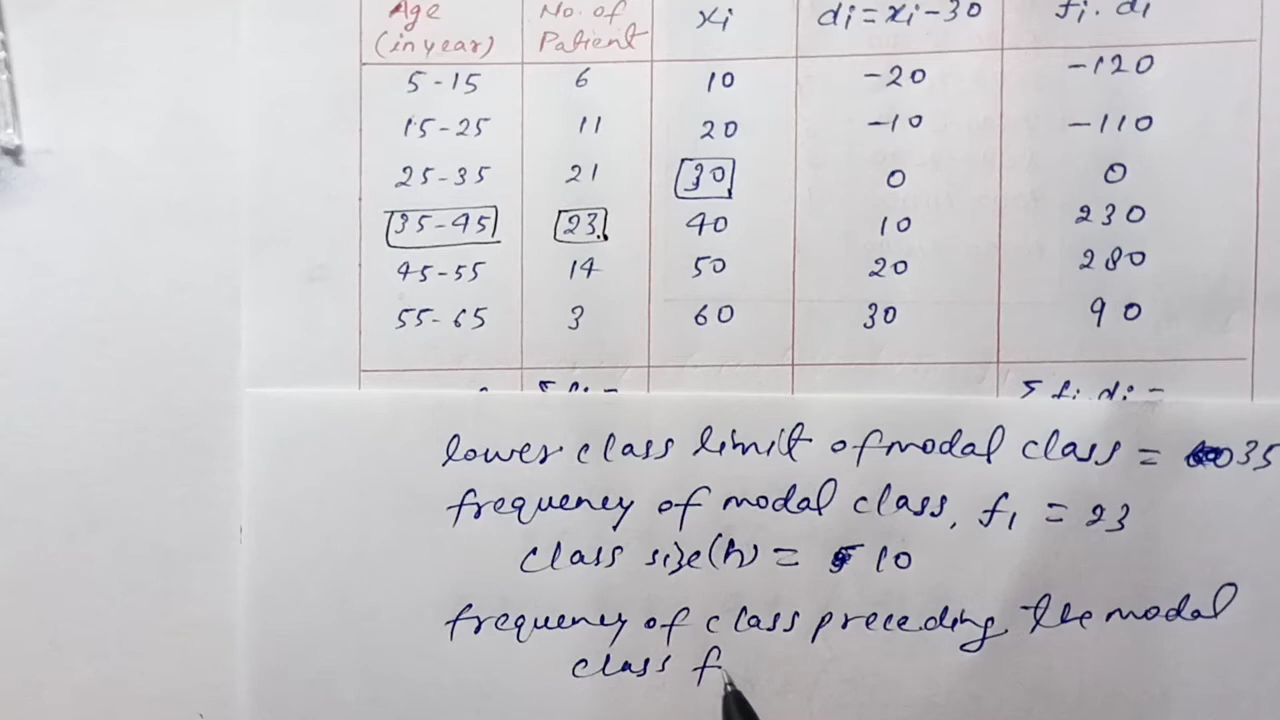 Age No. of xi di = xi - 30 fi. di
(in year) Patient
5-15 6 10 -20 -120
15-25 11 20 -10 -110
25-35 21 30 0 0
35-45 23 40 10 230
45-55 14 50 20 280
55-65 3 60 30 90
Σ fi. di =
lower class limit of modal class = 35
frequency of modal class, f1 = 23
class size (h) = 10
frequency of class preceding the modal
class f